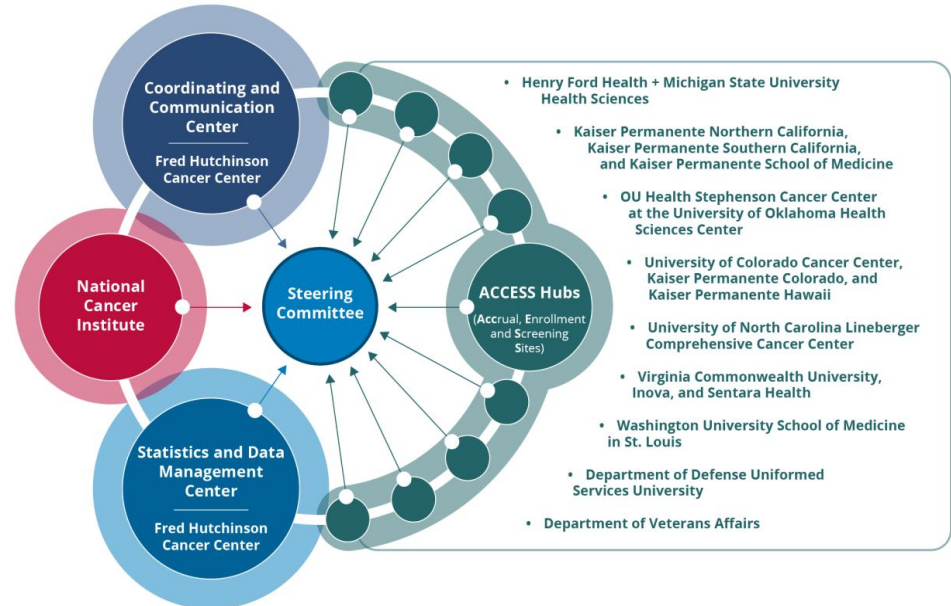 Coordinating and
Communication
Center
Fred Hutchinson
Cancer Center
National
Cancer
Institute
Steering
Committee
Statistics and Data
Management
Center
Fred Hutchinson
Cancer Center
ACCESS Hubs
(Accrual, Enrollment
and Screening
Sites)
• Henry Ford Health + Michigan State University
Health Sciences
• Kaiser Permanente Northern California,
Kaiser Permanente Southern California,
and Kaiser Permanente School of Medicine
• OU Health Stephenson Cancer Center
at the University of Oklahoma Health
Sciences Center
• University of Colorado Cancer Center,
Kaiser Permanente Colorado, and
Kaiser Permanente Hawaii
• University of North Carolina Lineberger
Comprehensive Cancer Center
• Virginia Commonwealth University,
Inova, and Sentara Health
• Washington University School of Medicine
in St. Louis
• Department of Defense Uniformed
Services University
• Department of Veterans Affairs